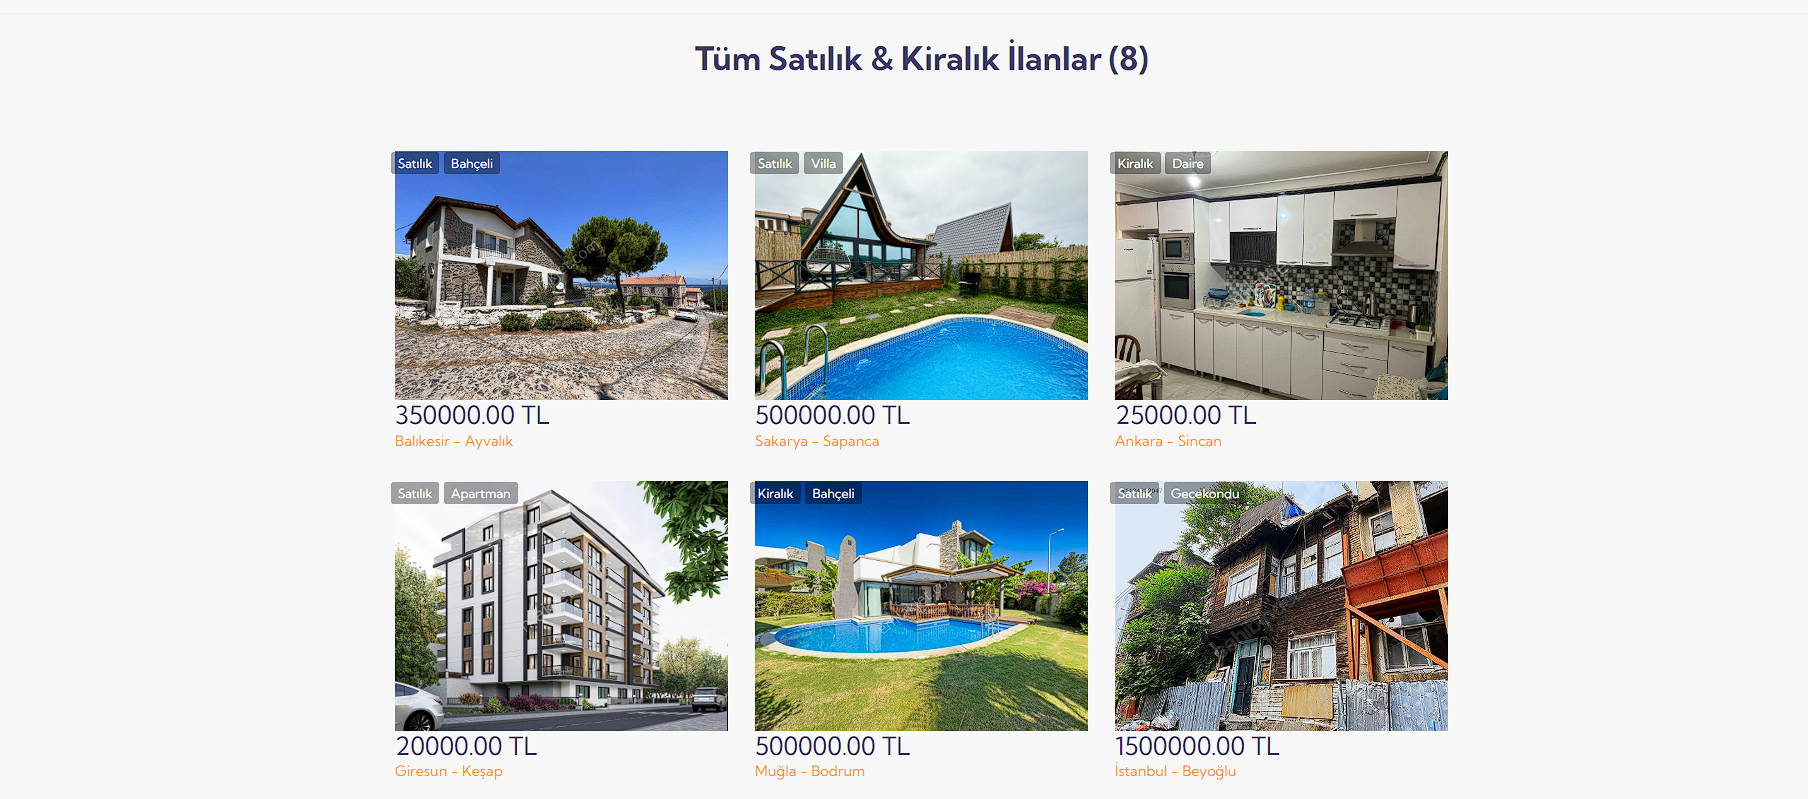 Tüm Satılık & Kiralık İlanlar (8)
Satılık Bahçeli
Satılık Villa
Kiralık Daire
350000.00 TL
Balıkesir - Ayvalık
500000.00 TL
Sakarya - Sapanca
25000.00 TL
Ankara - Sincan
Satılık Apartman
Kiralık Bahçeli
Satılık Gecekondu
20000.00 TL
Giresun - Keşap
500000.00 TL
Muğla - Bodrum
1500000.00 TL
İstanbul - Beyoğlu